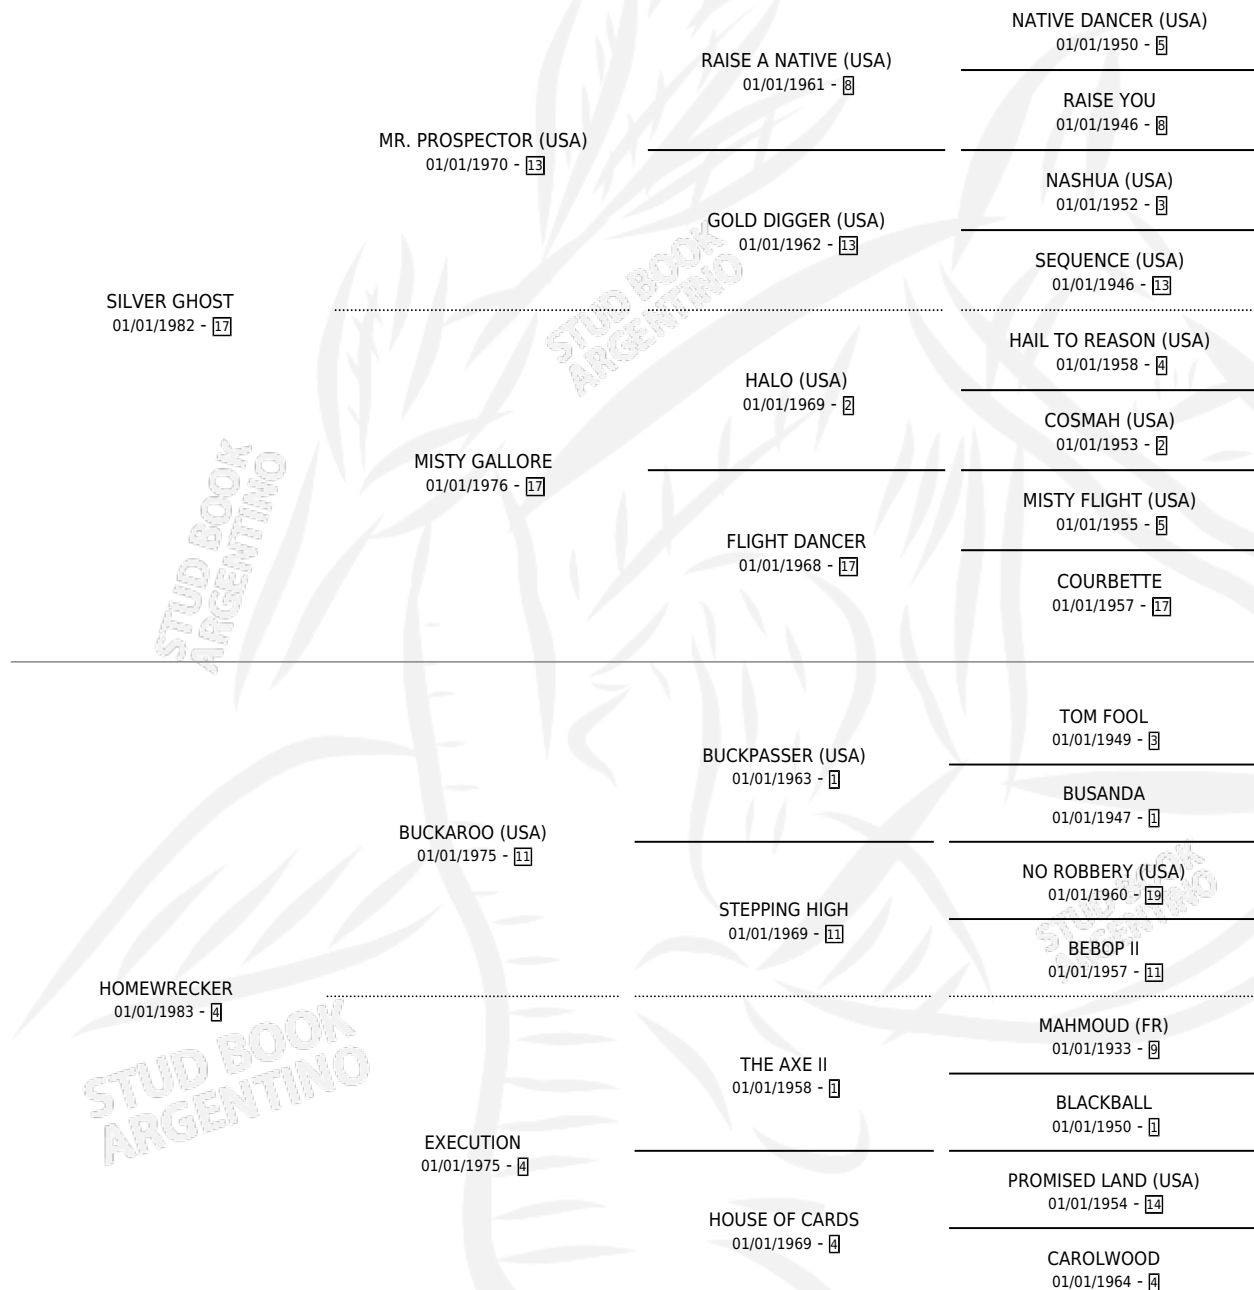 NATIVE DANCER (USA)
01/01/1950 - 5
RAISE A NATIVE (USA)
01/01/1961 - 8
RAISE YOU
01/01/1946 - 8
MR. PROSPECTOR (USA)
01/01/1970 - 13
NASHUA (USA)
01/01/1952 - 3
GOLD DIGGER (USA)
01/01/1962 - 13
SEQUENCE (USA)
01/01/1946 - 13
SILVER GHOST
01/01/1982 - 17
HAIL TO REASON (USA)
01/01/1958 - 4
HALO (USA)
01/01/1969 - 2
COSMAH (USA)
01/01/1953 - 2
MISTY GALLORE
01/01/1976 - 17
MISTY FLIGHT (USA)
01/01/1955 - 5
FLIGHT DANCER
01/01/1968 - 17
COURBETTE
01/01/1957 - 17
TOM FOOL
01/01/1949 - 3
BUCKPASSER (USA)
01/01/1963 - 1
BUSANDA
01/01/1947 - 1
BUCKAROO (USA)
01/01/1975 - 11
NO ROBBERY (USA)
01/01/1960 - 19
STEPPING HIGH
01/01/1969 - 11
BEBOP II
01/01/1957 - 11
HOMEWRECKER
01/01/1983 - 4
MAHMOUD (FR)
01/01/1933 - 9
THE AXE II
01/01/1958 - 1
BLACKBALL
01/01/1950 - 1
EXECUTION
01/01/1975 - 4
PROMISED LAND (USA)
01/01/1954 - 14
HOUSE OF CARDS
01/01/1969 - 4
CAROLWOOD
01/01/1964 - 4
STUD BOOK
ARGENTINO
STUD BOOK
ARGENTINO
STUD BOOK
ARGENTINO
STUD BOOK
ARGENTINO